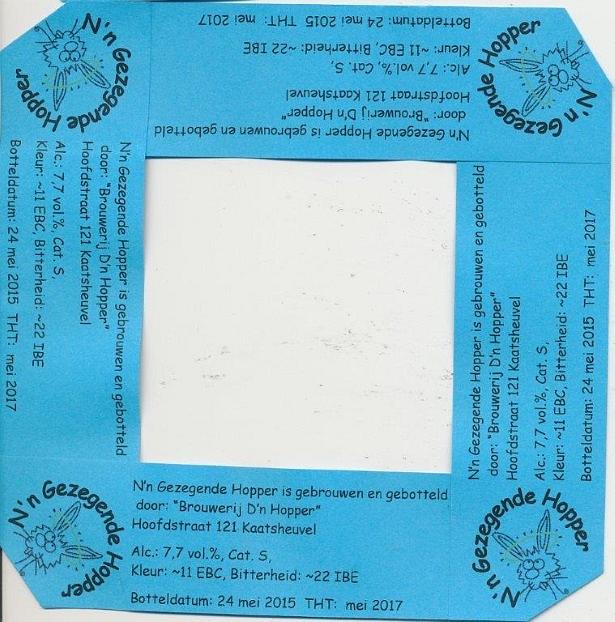 N'n Gezegende Hopper
N'n Gezegende Hopper is gebrouwen en gebotteld
door: "Brouwerij D'n Hopper"
Hoofdstraat 121 Kaatsheuvel
Alc.: 7,7 vol.%, Cat. S,
Kleur: ~11 EBC, Bitterheid: ~22 IBE
Botteldatum: 24 mei 2015 THT: mei 2017
N'n Gezegende Hopper
N'n Gezegende Hopper is gebrouwen en gebotteld
door: "Brouwerij D'n Hopper"
Hoofdstraat 121 Kaatsheuvel
Alc.: 7,7 vol.%, Cat. S,
Kleur: ~11 EBC, Bitterheid: ~22 IBE
Botteldatum: 24 mei 2015 THT: mei 2017
N'n Gezegende Hopper
N'n Gezegende Hopper is gebrouwen en gebotteld
door: "Brouwerij D'n Hopper"
Hoofdstraat 121 Kaatsheuvel
Alc.: 7,7 vol.%, Cat. S,
Kleur: ~11 EBC, Bitterheid: ~22 IBE
Botteldatum: 24 mei 2015 THT: mei 2017
N'n Gezegende Hopper
N'n Gezegende Hopper is gebrouwen en gebotteld
door: "Brouwerij D'n Hopper"
Hoofdstraat 121 Kaatsheuvel
Alc.: 7,7 vol.%, Cat. S,
Kleur: ~11 EBC, Bitterheid: ~22 IBE
Botteldatum: 24 mei 2015 THT: mei 2017